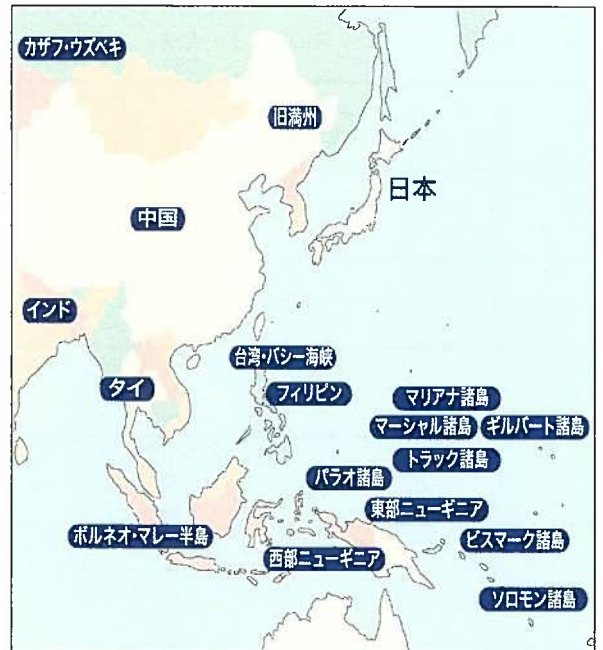 カザフ・ウズベキ
旧満州
日本
中国
インド
台湾・バシー海峡
タイ
フィリピン
マリアナ諸島
マーシャル諸島
ギルバート諸島
トラック諸島
パラオ諸島
東部ニューギニア
ボルネオ・マレー半島
西部ニューギニア
ビスマーク諸島
ソロモン諸島